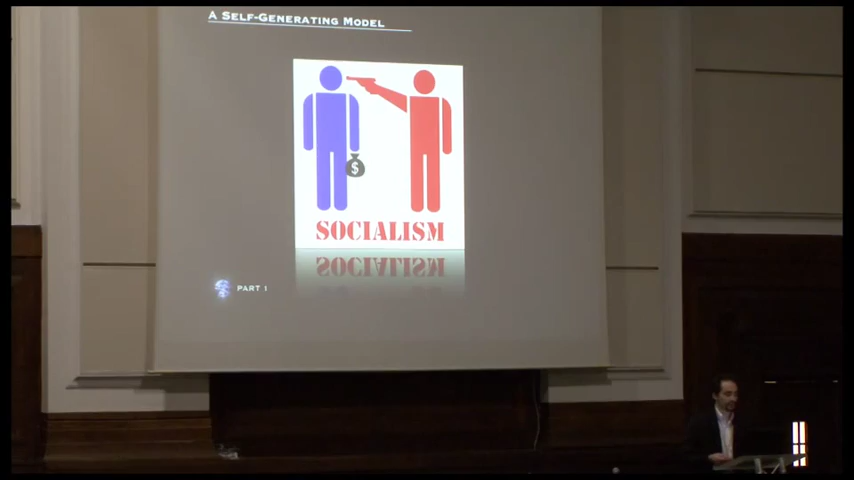 A SELF-GENERATING MODEL
$
SOCIALISM
SOCIALISM
PART 1